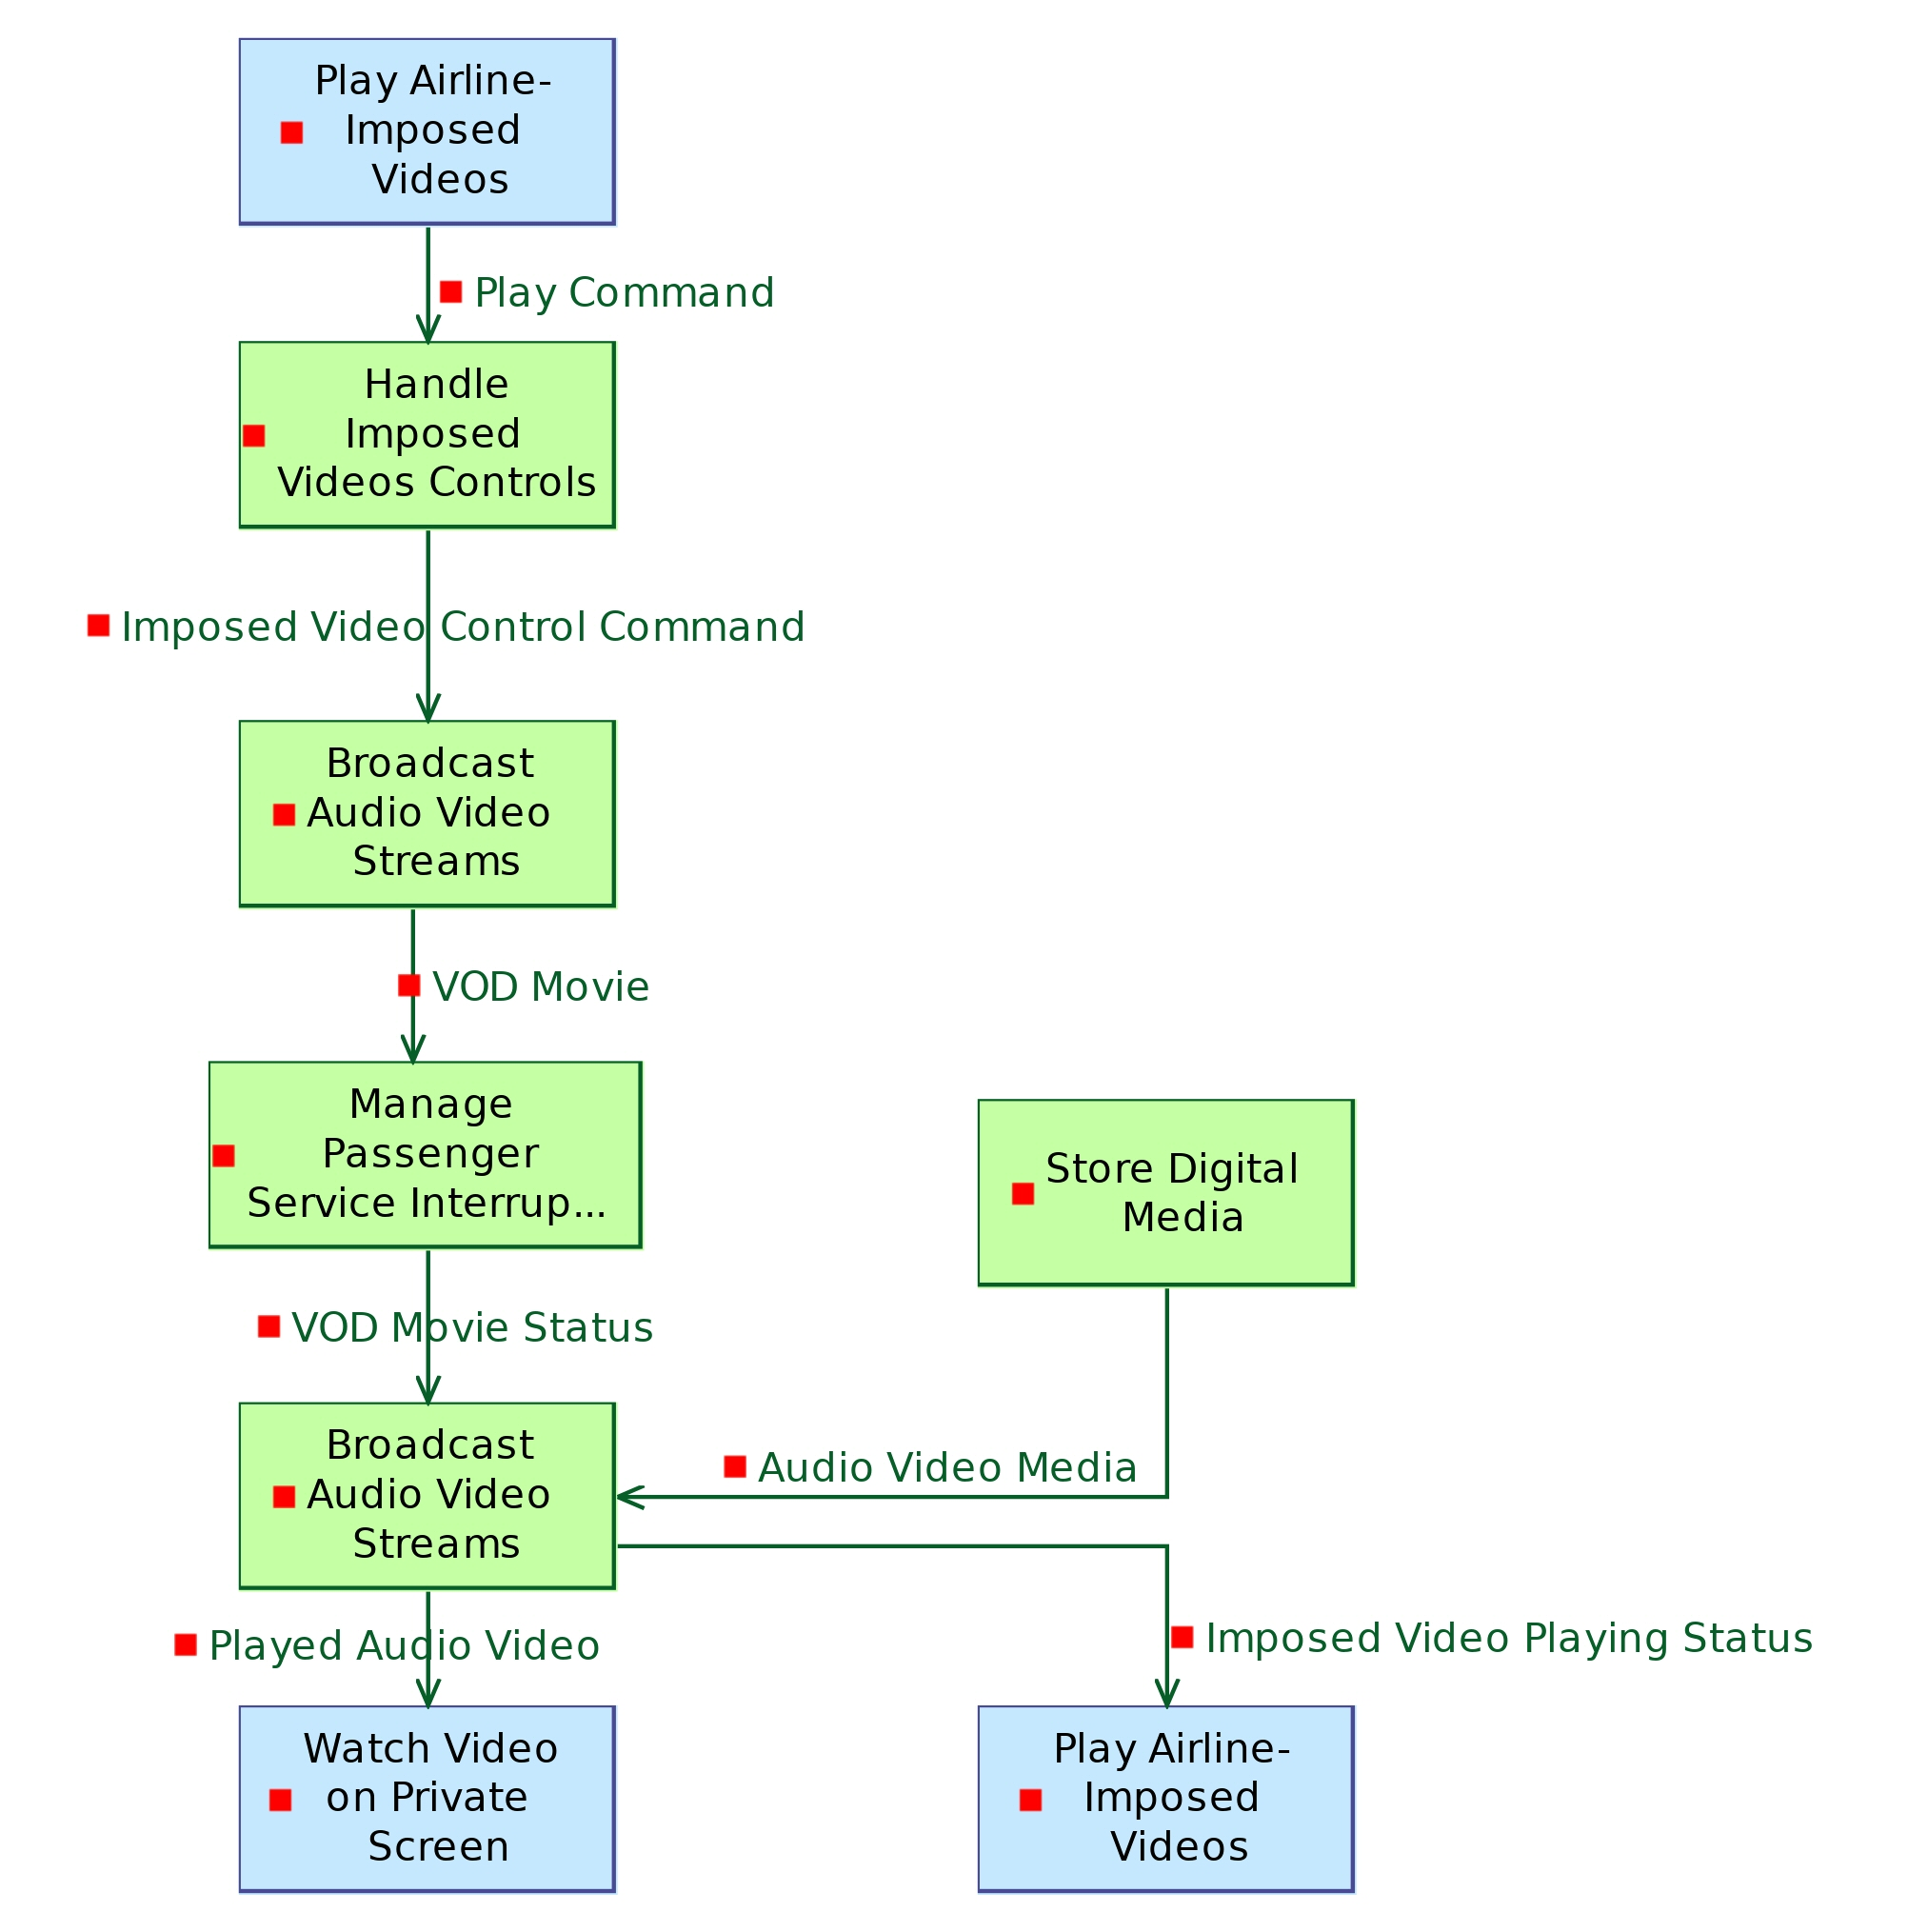 Play Airline-
Imposed
Videos
Play Command
Handle
Imposed
Videos Controls
Imposed Video Control Command
Broadcast
Audio Video
Streams
VOD Movie
Manage
Passenger
Service Interrup...
Store Digital
Media
VOD Movie Status
Broadcast
Audio Video
Streams
Audio Video Media
Played Audio Video
Imposed Video Playing Status
Watch Video
on Private
Screen
Play Airline-
Imposed
Videos